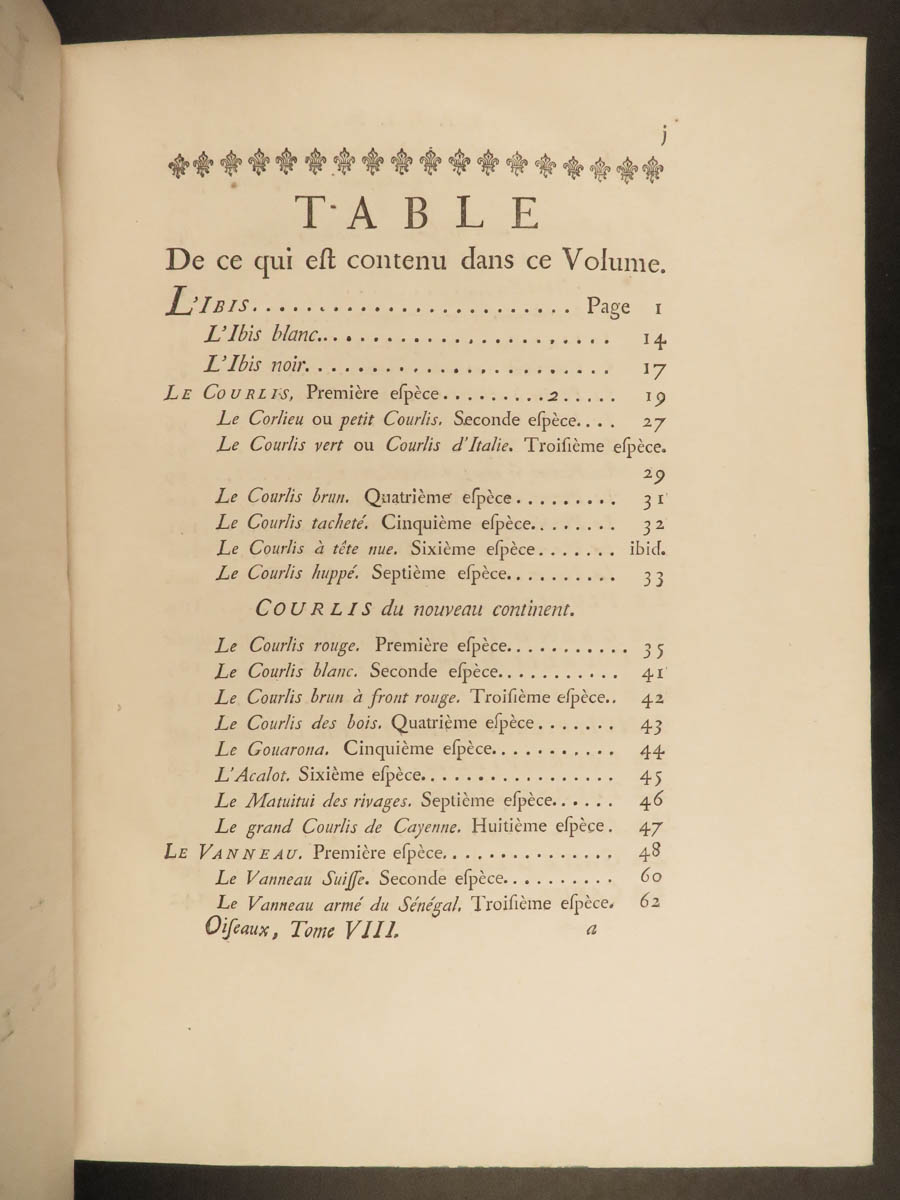 j
TABLE
De ce qui eſt contenu dans ce Volume.
L'IBIS......................... Page 1
L'Ibis blanc......................... 14
L'Ibis noir......................... 17
LE COURLIS, Première eſpèce.........2..... 19
Le Corlieu ou petit Courlis. Seconde eſpèce.... 27
Le Courlis vert ou Courlis d'Italie. Troiſième eſpèce.
29
Le Courlis brun. Quatrième eſpèce......... 31
Le Courlis tacheté. Cinquième eſpèce........ 32
Le Courlis à tête nue. Sixième eſpèce....... ibid.
Le Courlis huppé. Septième eſpèce.......... 33
COURLIS du nouveau continent.
Le Courlis rouge. Première eſpèce........... 35
Le Courlis blanc. Seconde eſpèce........... 41
Le Courlis brun à front rouge. Troiſième eſpèce.. 42
Le Courlis des bois. Quatrième eſpèce....... 43
Le Gouarona. Cinquième eſpèce........... 44
L'Acalot. Sixième eſpèce................. 45
Le Matuitui des rivages. Septième eſpèce...... 46
Le grand Courlis de Cayenne. Huitième eſpèce. 47
LE VANNEAU. Première eſpèce............... 48
Le Vanneau Suiſſe. Seconde eſpèce.......... 60
Le Vanneau armé du Sénégal. Troiſième eſpèce. 62
Oiſeaux, Tome VIII. a